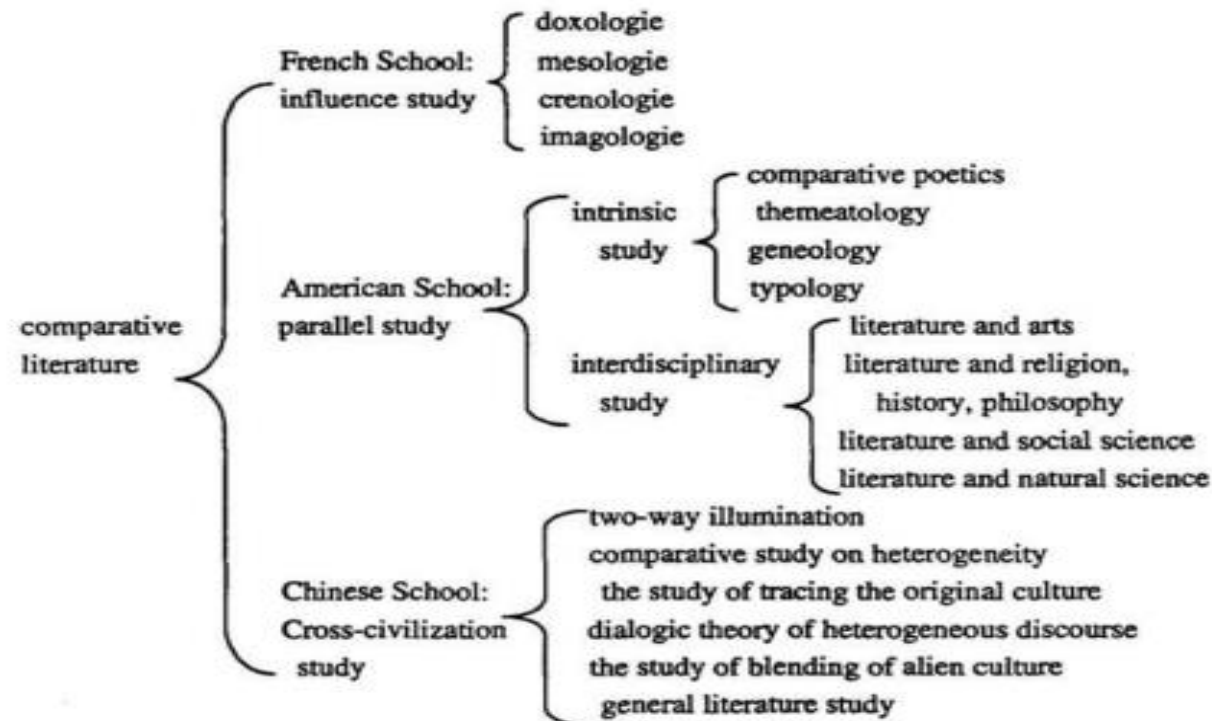 comparative
literature
French School:
influence study
doxologie
mesologie
crenologie
imagologie
American School:
parallel study
intrinsic
study
comparative poetics
themeatology
geneology
typology
interdisciplinary
study
literature and arts
literature and religion,
history, philosophy
literature and social science
literature and natural science
Chinese School:
Cross-civilization
study
two-way illumination
comparative study on heterogeneity
the study of tracing the original culture
dialogic theory of heterogeneous discourse
the study of blending of alien culture
general literature study